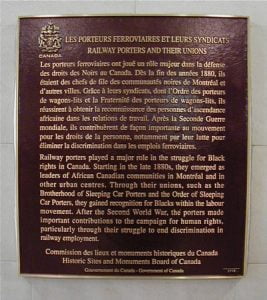 CANADA
LES PORTEURS FERROVIAIRES ET LEURS SYNDICATS
RAILWAY PORTERS AND THEIR UNIONS
Les porteurs ferroviaires ont joué un rôle majeur dans la défense
des droits des Noirs au Canada. Dès la fin des années 1880, ils
étaient des chefs de file des communautés noires de Montréal et
d'autres villes. Grâce à leurs syndicats, dont l'Ordre des porteurs
de wagons-lits et la Fraternité des porteurs de wagons-lits, ils
réussirent à obtenir la reconnaissance des personnes d'ascendance
africaine dans les relations de travail. Après la Seconde Guerre
mondiale, ils contribuèrent de façon importante au mouvement
pour les droits de la personne, notamment par leur lutte pour
éliminer la discrimination dans les emplois ferroviaires.
Railway porters played a major role in the struggle for Black
rights in Canada. Starting in the late 1880s, they emerged as
leaders of African Canadian communities in Montréal and in
other urban centres. Through their unions, such as the
Brotherhood of Sleeping Car Porters and the Order of Sleeping
Car Porters, they gained recognition for Blacks within the labour
movement. After the Second World War, the porters made
important contributions to the campaign for human rights,
particularly through their struggle to end discrimination in
railway employment.
Commission des lieux et monuments historiques du Canada
Historic Sites and Monuments Board of Canada
Gouvernement du Canada - Government of Canada